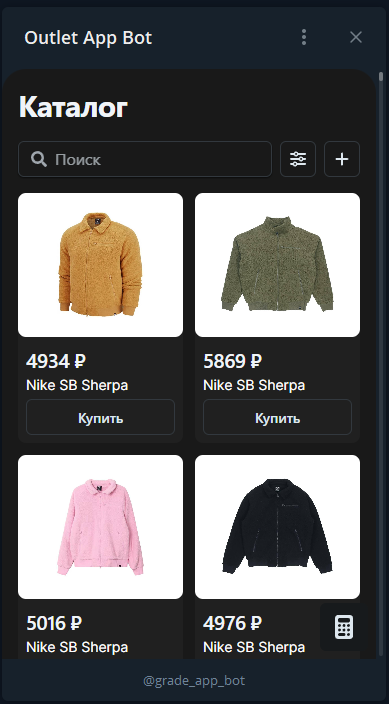 Outlet App Bot
Каталог
Поиск
4934 ₽
Nike SB Sherpa
Купить
5869 ₽
Nike SB Sherpa
Купить
5016 ₽
Nike SB Sherpa
4976 ₽
Nike SB Sherpa
@grade_app_bot